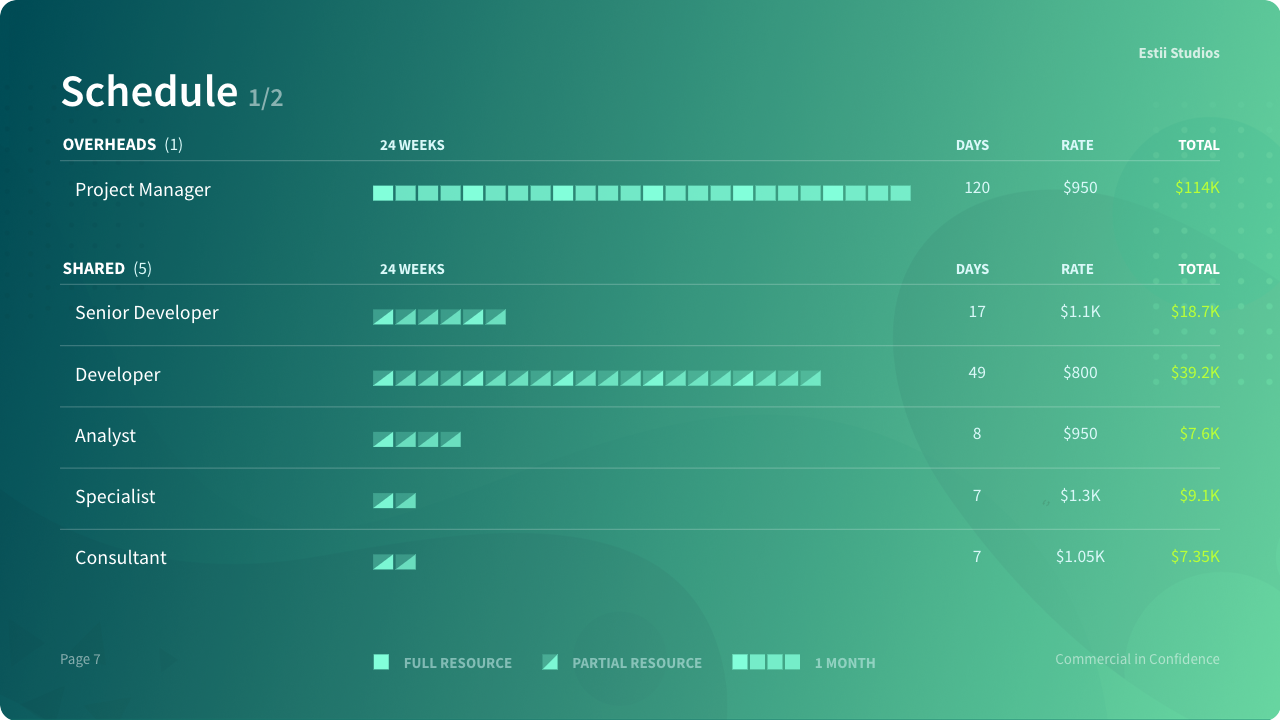 Estii Studios
Schedule 1/2
OVERHEADS (1) 24 WEEKS DAYS RATE TOTAL
Project Manager 120 $950 $114K
SHARED (5) 24 WEEKS DAYS RATE TOTAL
Senior Developer 17 $1.1K $18.7K
Developer 49 $800 $39.2K
Analyst 8 $950 $7.6K
Specialist 7 $1.3K $9.1K
Consultant 7 $1.05K $7.35K
Page 7 FULL RESOURCE PARTIAL RESOURCE 1 MONTH Commercial in Confidence